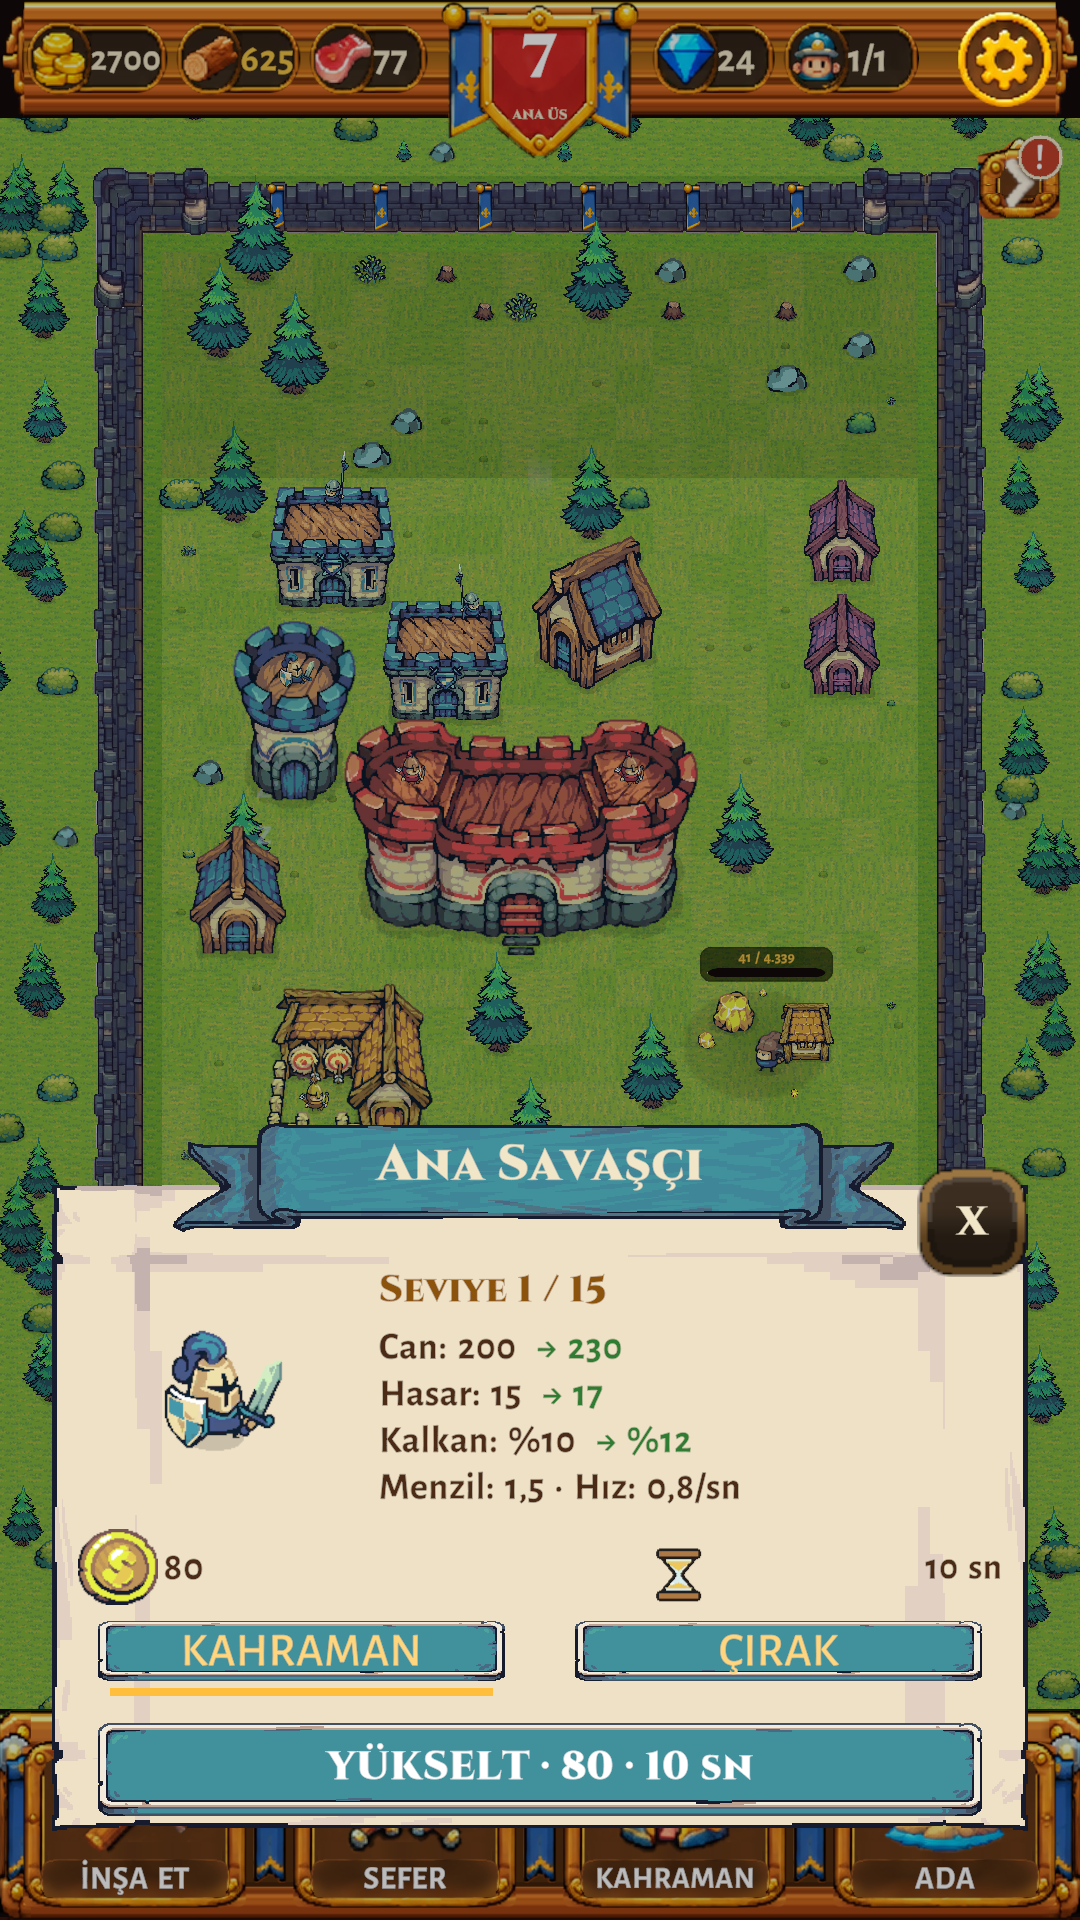 2700
625
77
7
ANA ÜS
24
1/1
!
41 / 4.339
ANA SAVAŞÇI
X
SEVIYE 1 / 15
Can: 200 → 230
Hasar: 15 → 17
Kalkan: %10 → %12
Menzil: 1,5 · Hız: 0,8/sn
80
10 sn
KAHRAMAN
ÇIRAK
YÜKSELT · 80 · 10 SN
İNŞA ET
SEFER
KAHRAMAN
ADA